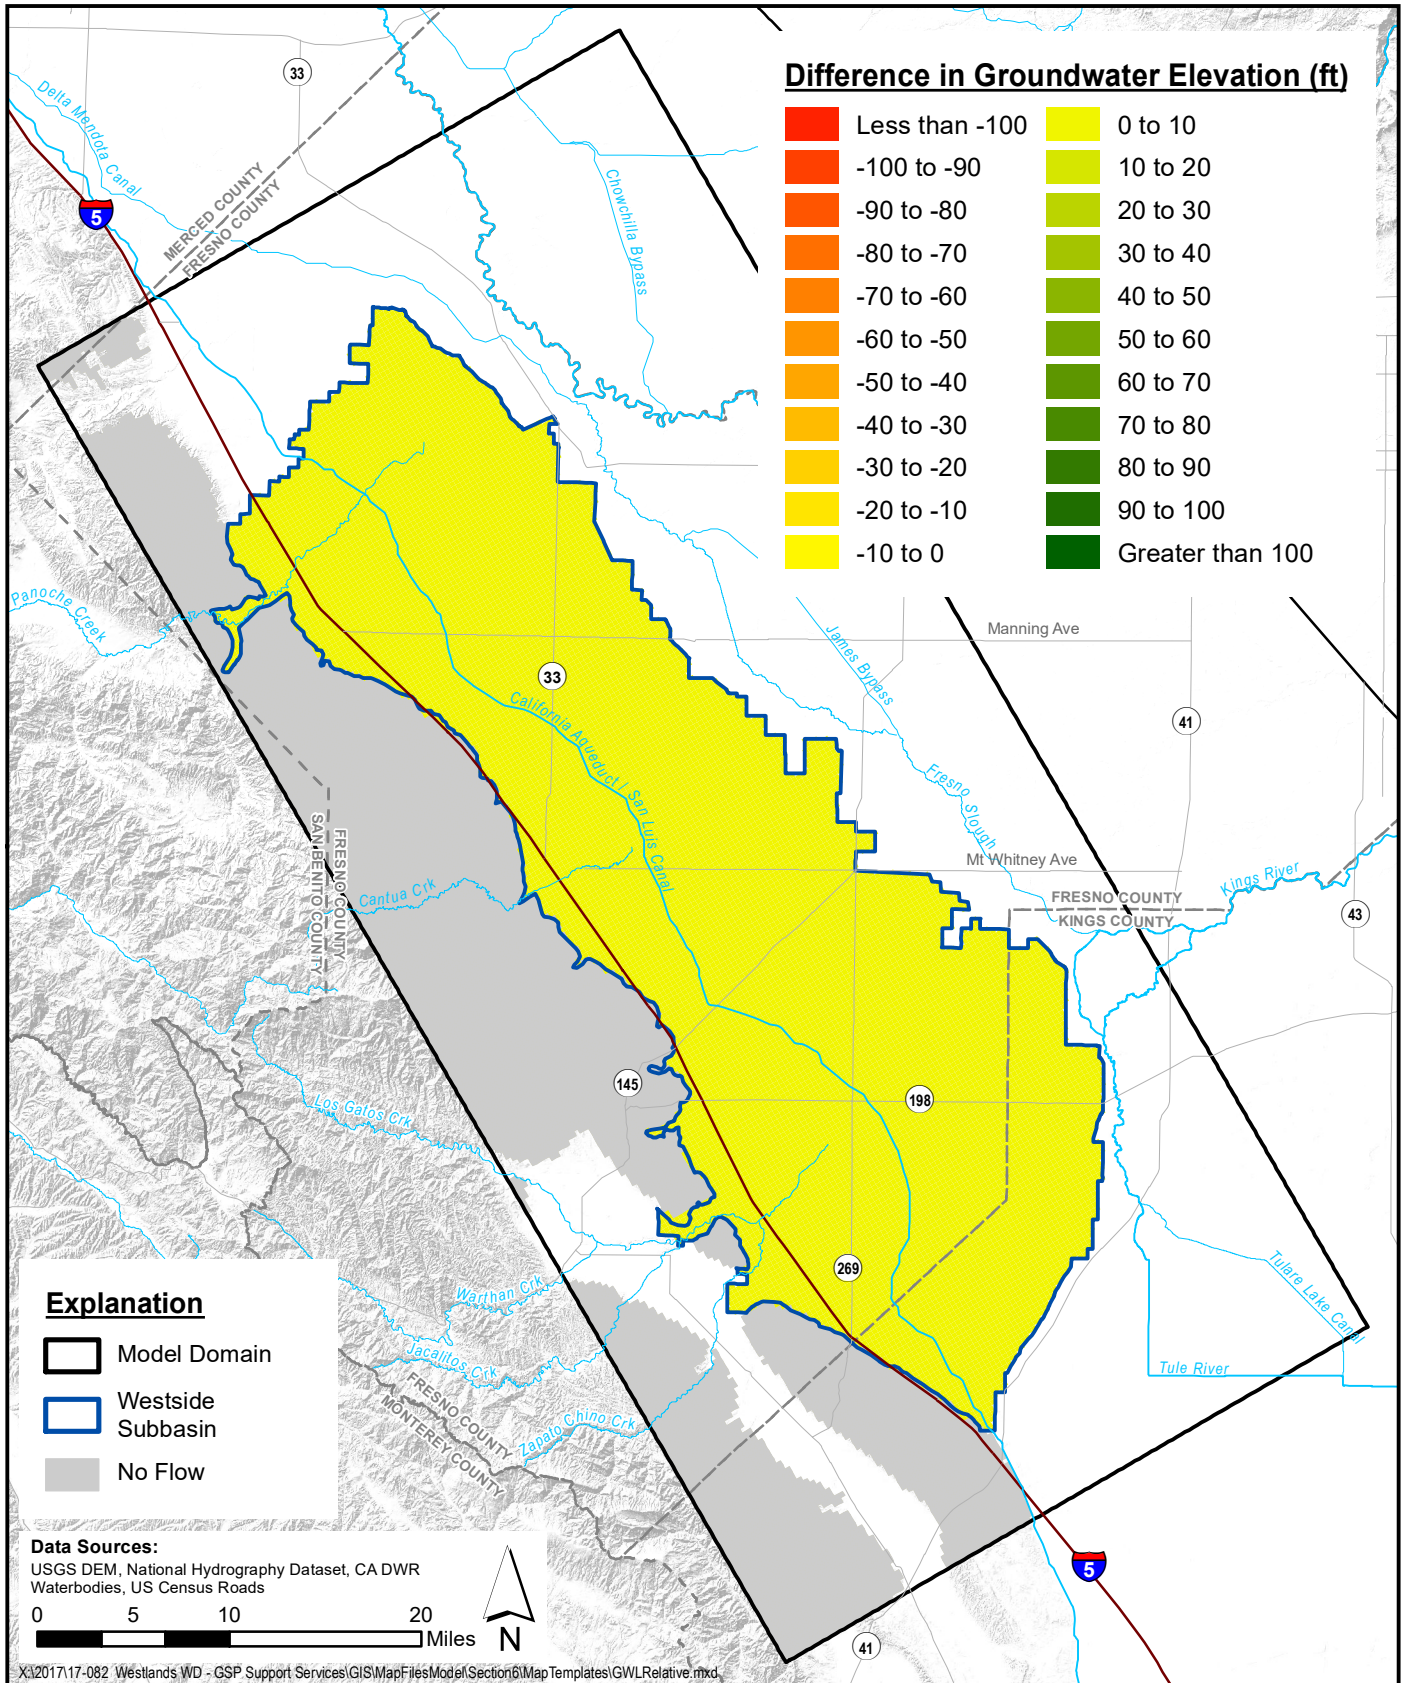 Difference in Groundwater Elevation (ft)
Less than -100
-100 to -90
-90 to -80
-80 to -70
-70 to -60
-60 to -50
-50 to -40
-40 to -30
-30 to -20
-20 to -10
-10 to 0
0 to 10
10 to 20
20 to 30
30 to 40
40 to 50
50 to 60
60 to 70
70 to 80
80 to 90
90 to 100
Greater than 100
33
Delta Mendota Canal
5
MERCED COUNTY
FRESNO COUNTY
Chowchilla Bypass
Panoche Creek
James Bypass
Manning Ave
33
41
California Aqueduct / San Luis Canal
Fresno Slough
SAN BENITO COUNTY
FRESNO COUNTY
Mt Whitney Ave
Kings River
Cantua Crk
FRESNO COUNTY
KINGS COUNTY
43
145
198
Los Gatos Crk
269
Warthan Crk
Tulare Lake Canal
Jacalitos Crk
Tule River
FRESNO COUNTY
MONTEREY COUNTY
Zapato Chino Crk
5
41
Explanation
Model Domain
Westside
Subbasin
No Flow
Data Sources:
USGS DEM, National Hydrography Dataset, CA DWR
Waterbodies, US Census Roads
0 5 10 20
Miles
N
X:\2017\17-082 Westlands WD - GSP Support Services\GIS\MapFilesModel\Section6\MapTemplates\GWLRelative.mxd